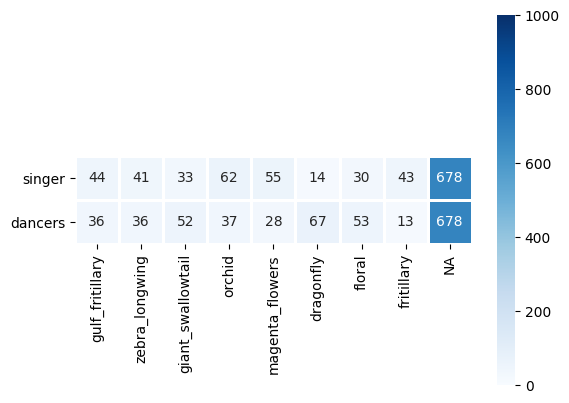 1000
800
600
400
200
0
singer 44 41 33 62 55 14 30 43 678
dancers 36 36 52 37 28 67 53 13 678
gulf_fritillary
zebra_longwing
giant_swallowtail
orchid
magenta_flowers
dragonfly
floral
fritillary
NA